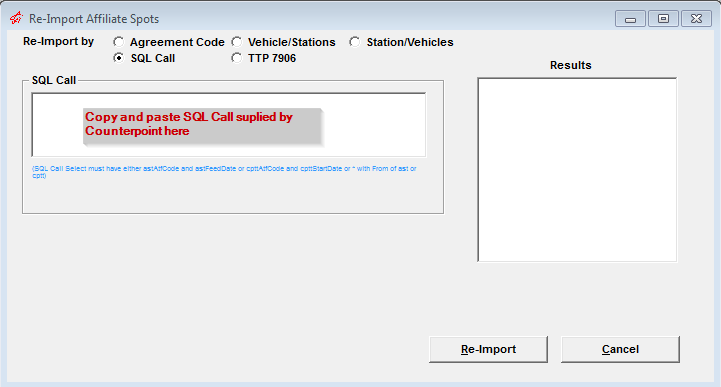 Re-Import Affiliate Spots
Re-Import by
Agreement Code
Vehicle/Stations
Station/Vehicles
SQL Call
TTP 7906
SQL Call
Results
Copy and paste SQL Call suplied by
Counterpoint here
(SQL Call Select must have either astAtfCode and astFeedDate or cpttAtfCode and cpttStartDate or * with From of ast or
cptt)
Re-Import
Cancel